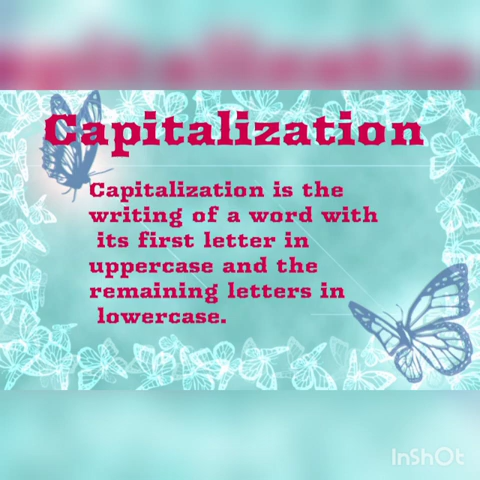 Capitalization
Capitalization is the
writing of a word with
its first letter in
uppercase and the
remaining letters in
lowercase.
InShOt